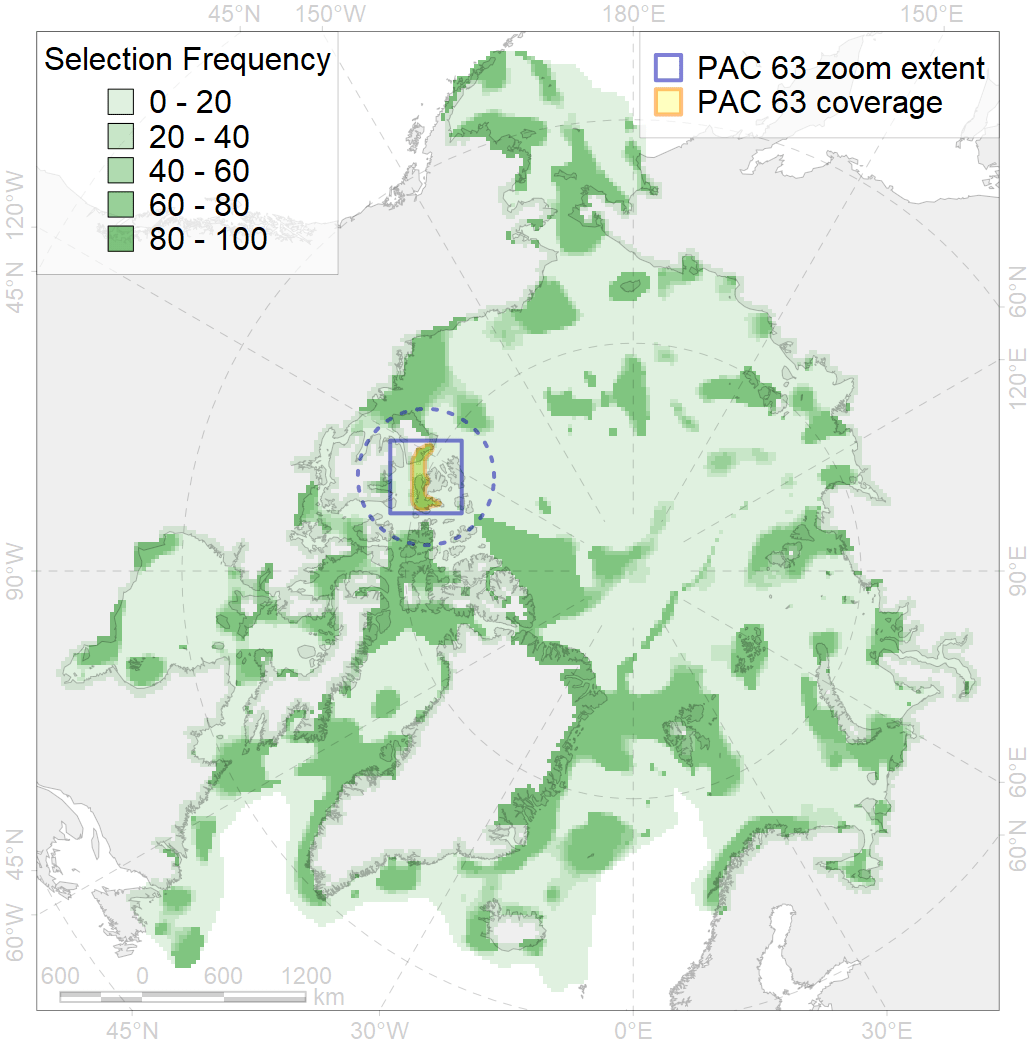 45°N 150°W 180°E 150°E
Selection Frequency
0 - 20
20 - 40
40 - 60
60 - 80
80 - 100
PAC 63 zoom extent
PAC 63 coverage
120°W
45°N
90°W
45°N
60°W
60°N
120°E
90°E
60°E
60°N
600 0 600 1200
km
45°W 30°W 0°E 30°E